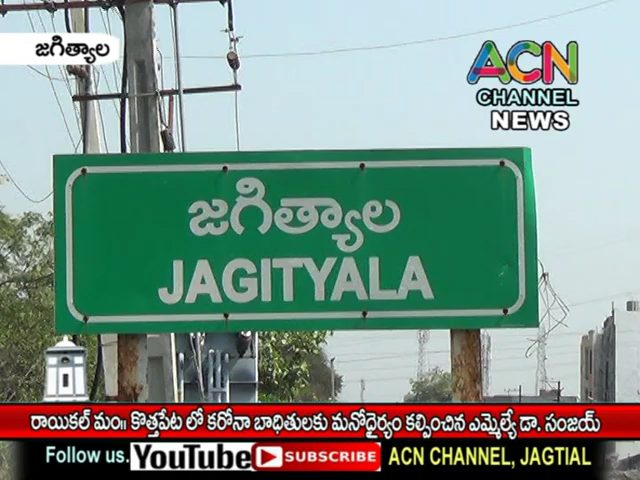 జగిత్యాల
ACN
CHANNEL
NEWS
జగిత్యాల
JAGITYALA
రాయికల్ మం॥ కొత్తపేట లో కరోనా బాధితులకు మనోధైర్యం కల్పించిన ఎమ్మెల్యే డా. సంజయ్
Follow us. YouTube SUBSCRIBE ACN CHANNEL, JAGTIAL